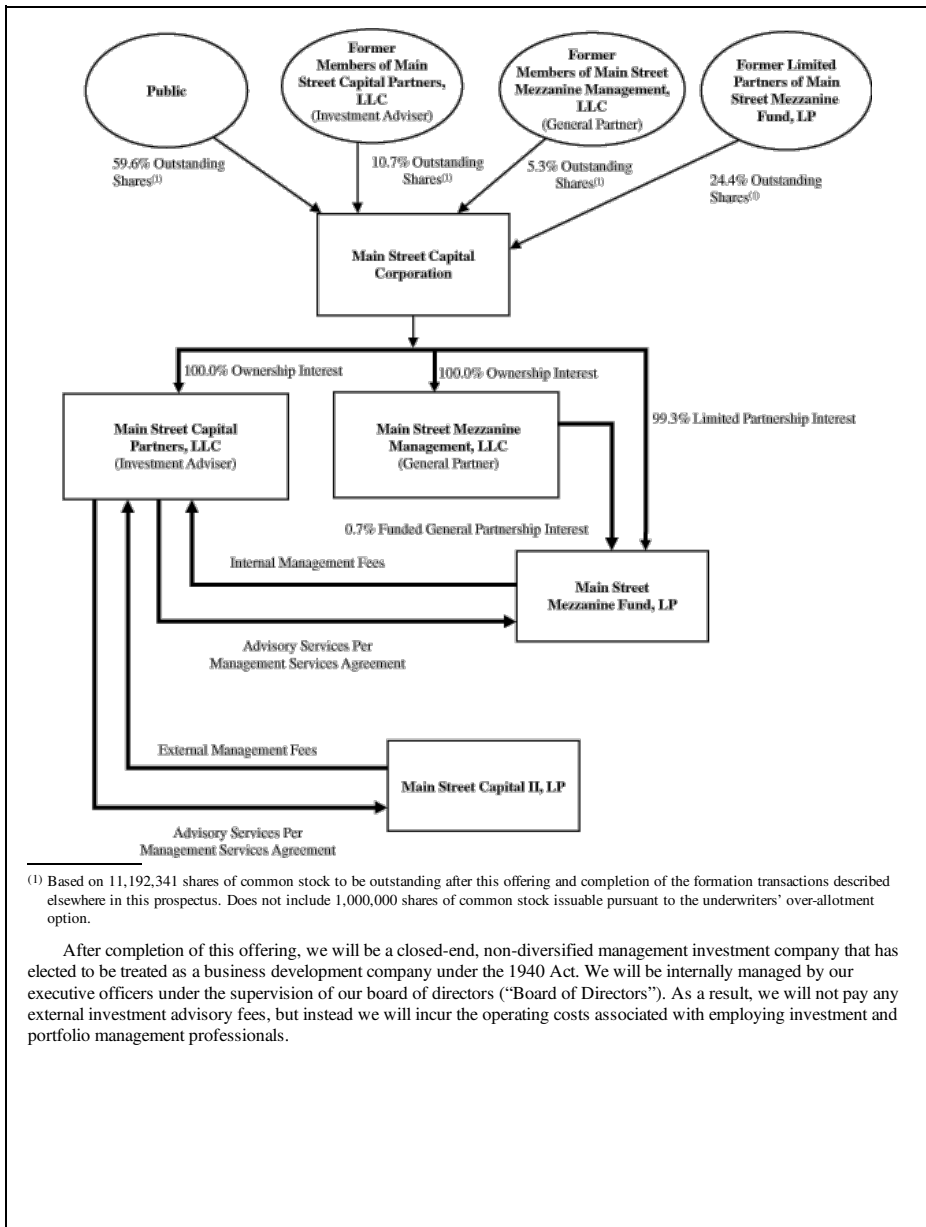 Public
Former
Members of Main
Street Capital Partners,
LLC
(Investment Adviser)
Former
Members of Main Street
Mezzanine Management,
LLC
(General Partner)
Former Limited
Partners of Main
Street Mezzanine
Fund, LP
59.6% Outstanding
Shares(1)
10.7% Outstanding
Shares(1)
5.3% Outstanding
Shares(1)
24.4% Outstanding
Shares(1)
Main Street Capital
Corporation
100.0% Ownership Interest
100.0% Ownership Interest
99.3% Limited Partnership Interest
Main Street Capital
Partners, LLC
(Investment Adviser)
Main Street Mezzanine
Management, LLC
(General Partner)
0.7% Funded General Partnership Interest
Internal Management Fees
Main Street
Mezzanine Fund, LP
Advisory Services Per
Management Services Agreement
External Management Fees
Main Street Capital II, LP
Advisory Services Per
Management Services Agreement
(1) Based on 11,192,341 shares of common stock to be outstanding after this offering and completion of the formation transactions described
elsewhere in this prospectus. Does not include 1,000,000 shares of common stock issuable pursuant to the underwriters’ over-allotment
option.
After completion of this offering, we will be a closed-end, non-diversified management investment company that has
elected to be treated as a business development company under the 1940 Act. We will be internally managed by our
executive officers under the supervision of our board of directors (“Board of Directors”). As a result, we will not pay any
external investment advisory fees, but instead we will incur the operating costs associated with employing investment and
portfolio management professionals.